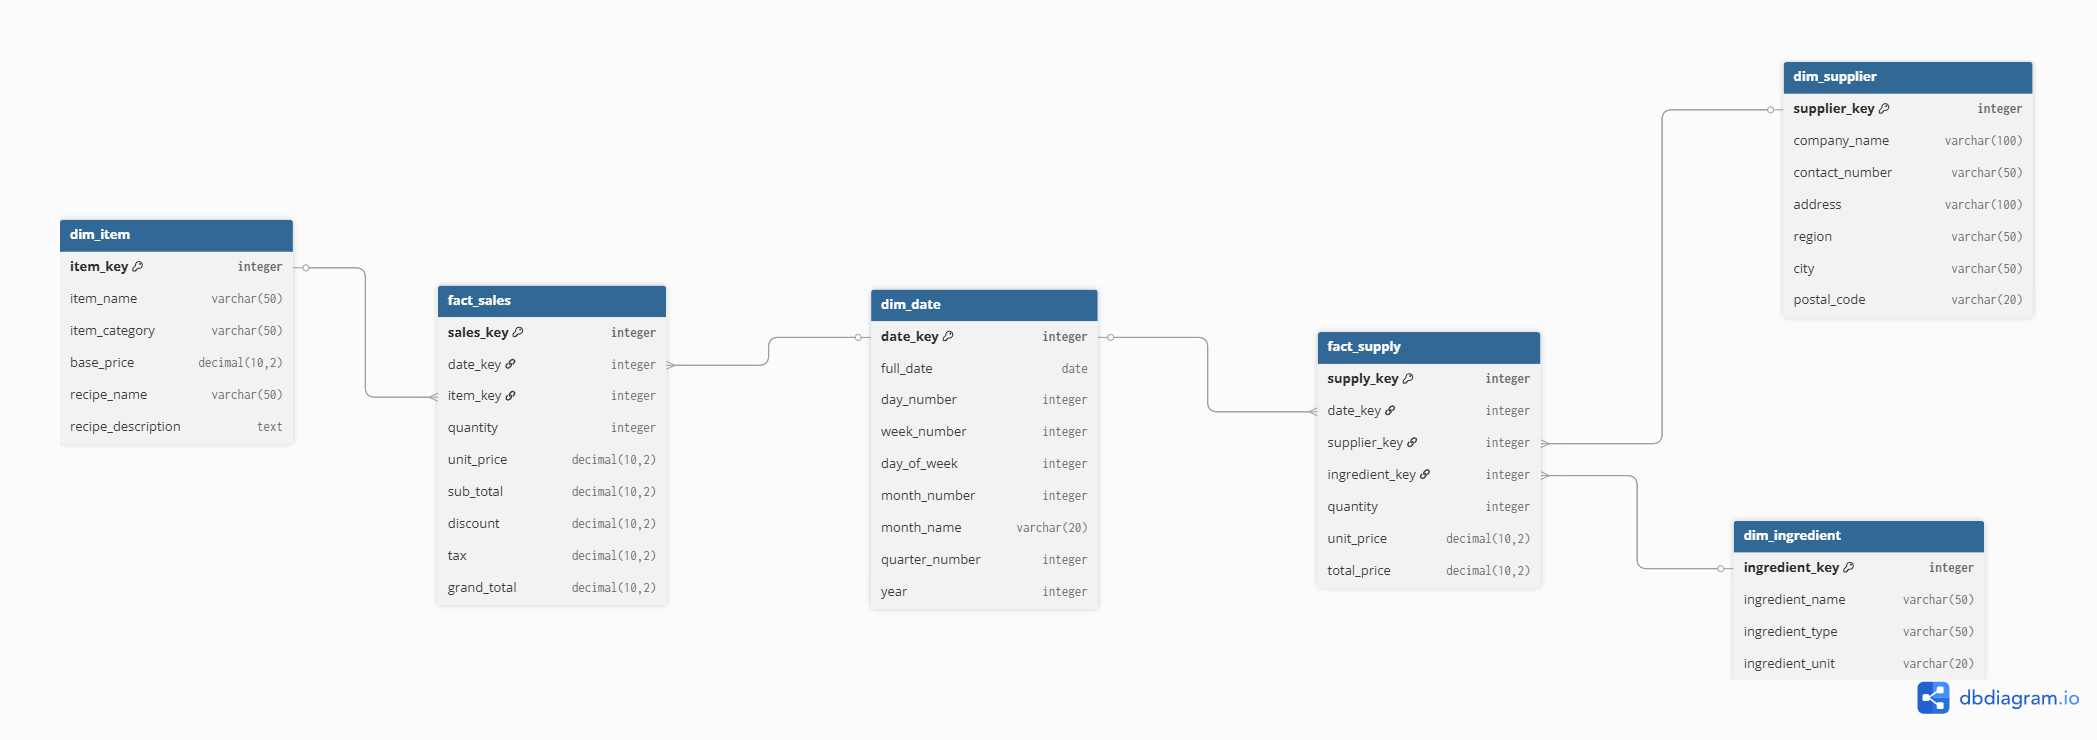 dim_item
item_key integer
item_name varchar(50)
item_category varchar(50)
base_price decimal(10,2)
recipe_name varchar(50)
recipe_description text
fact_sales
sales_key integer
date_key integer
item_key integer
quantity integer
unit_price decimal(10,2)
sub_total decimal(10,2)
discount decimal(10,2)
tax decimal(10,2)
grand_total decimal(10,2)
dim_date
date_key integer
full_date date
day_number integer
week_number integer
day_of_week integer
month_number integer
month_name varchar(20)
quarter_number integer
year integer
fact_supply
supply_key integer
date_key integer
supplier_key integer
ingredient_key integer
quantity integer
unit_price decimal(10,2)
total_price decimal(10,2)
dim_supplier
supplier_key integer
company_name varchar(100)
contact_number varchar(50)
address varchar(100)
region varchar(50)
city varchar(50)
postal_code varchar(20)
dim_ingredient
ingredient_key integer
ingredient_name varchar(50)
ingredient_type varchar(50)
ingredient_unit varchar(20)
dbdiagram.io